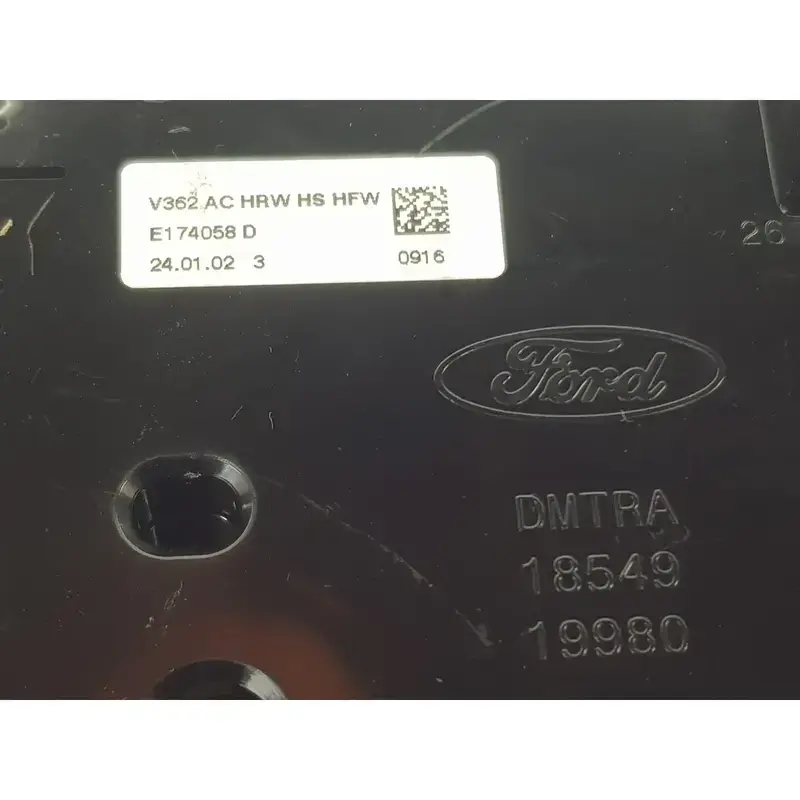 V362 AC HRW HS HFW
E174058 D
24.01.02 3
0916
26
Ford
DMTRA
18549
19980